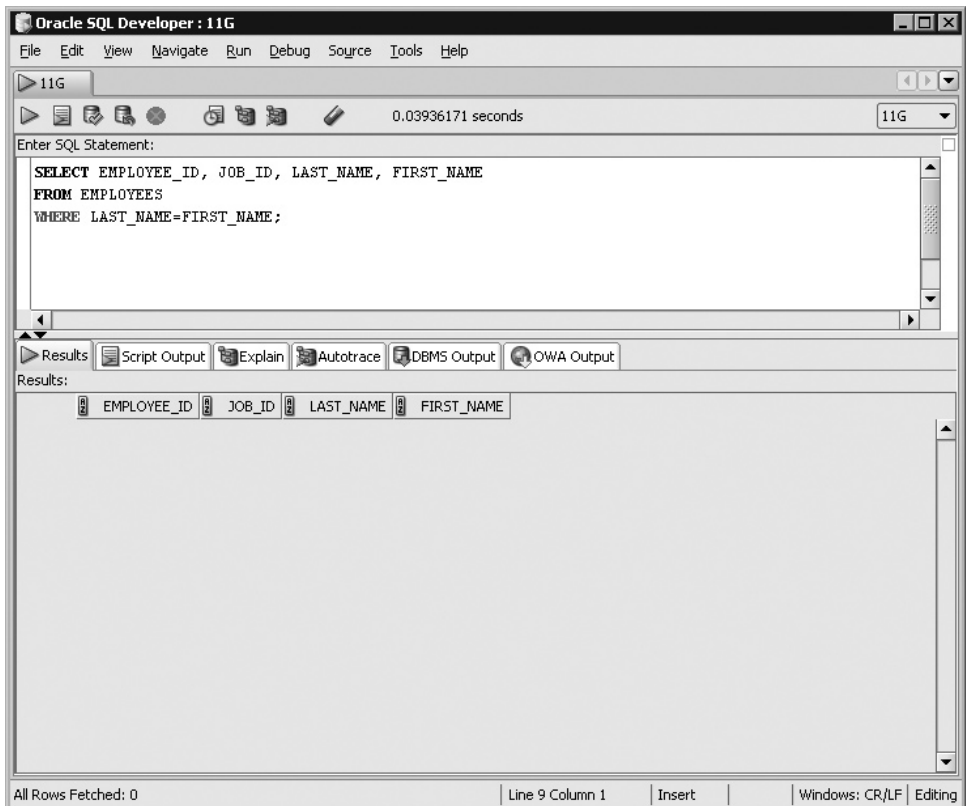 Oracle SQL Developer : 11G
File Edit View Navigate Run Debug Source Tools Help
11G
0.03936171 seconds 11G
Enter SQL Statement:
SELECT EMPLOYEE_ID, JOB_ID, LAST_NAME, FIRST_NAME
FROM EMPLOYEES
WHERE LAST_NAME=FIRST_NAME;
Results Script Output Explain Autotrace DBMS Output OWA Output
Results:
EMPLOYEE_ID JOB_ID LAST_NAME FIRST_NAME
All Rows Fetched: 0 Line 9 Column 1 Insert Windows: CR/LF Editing